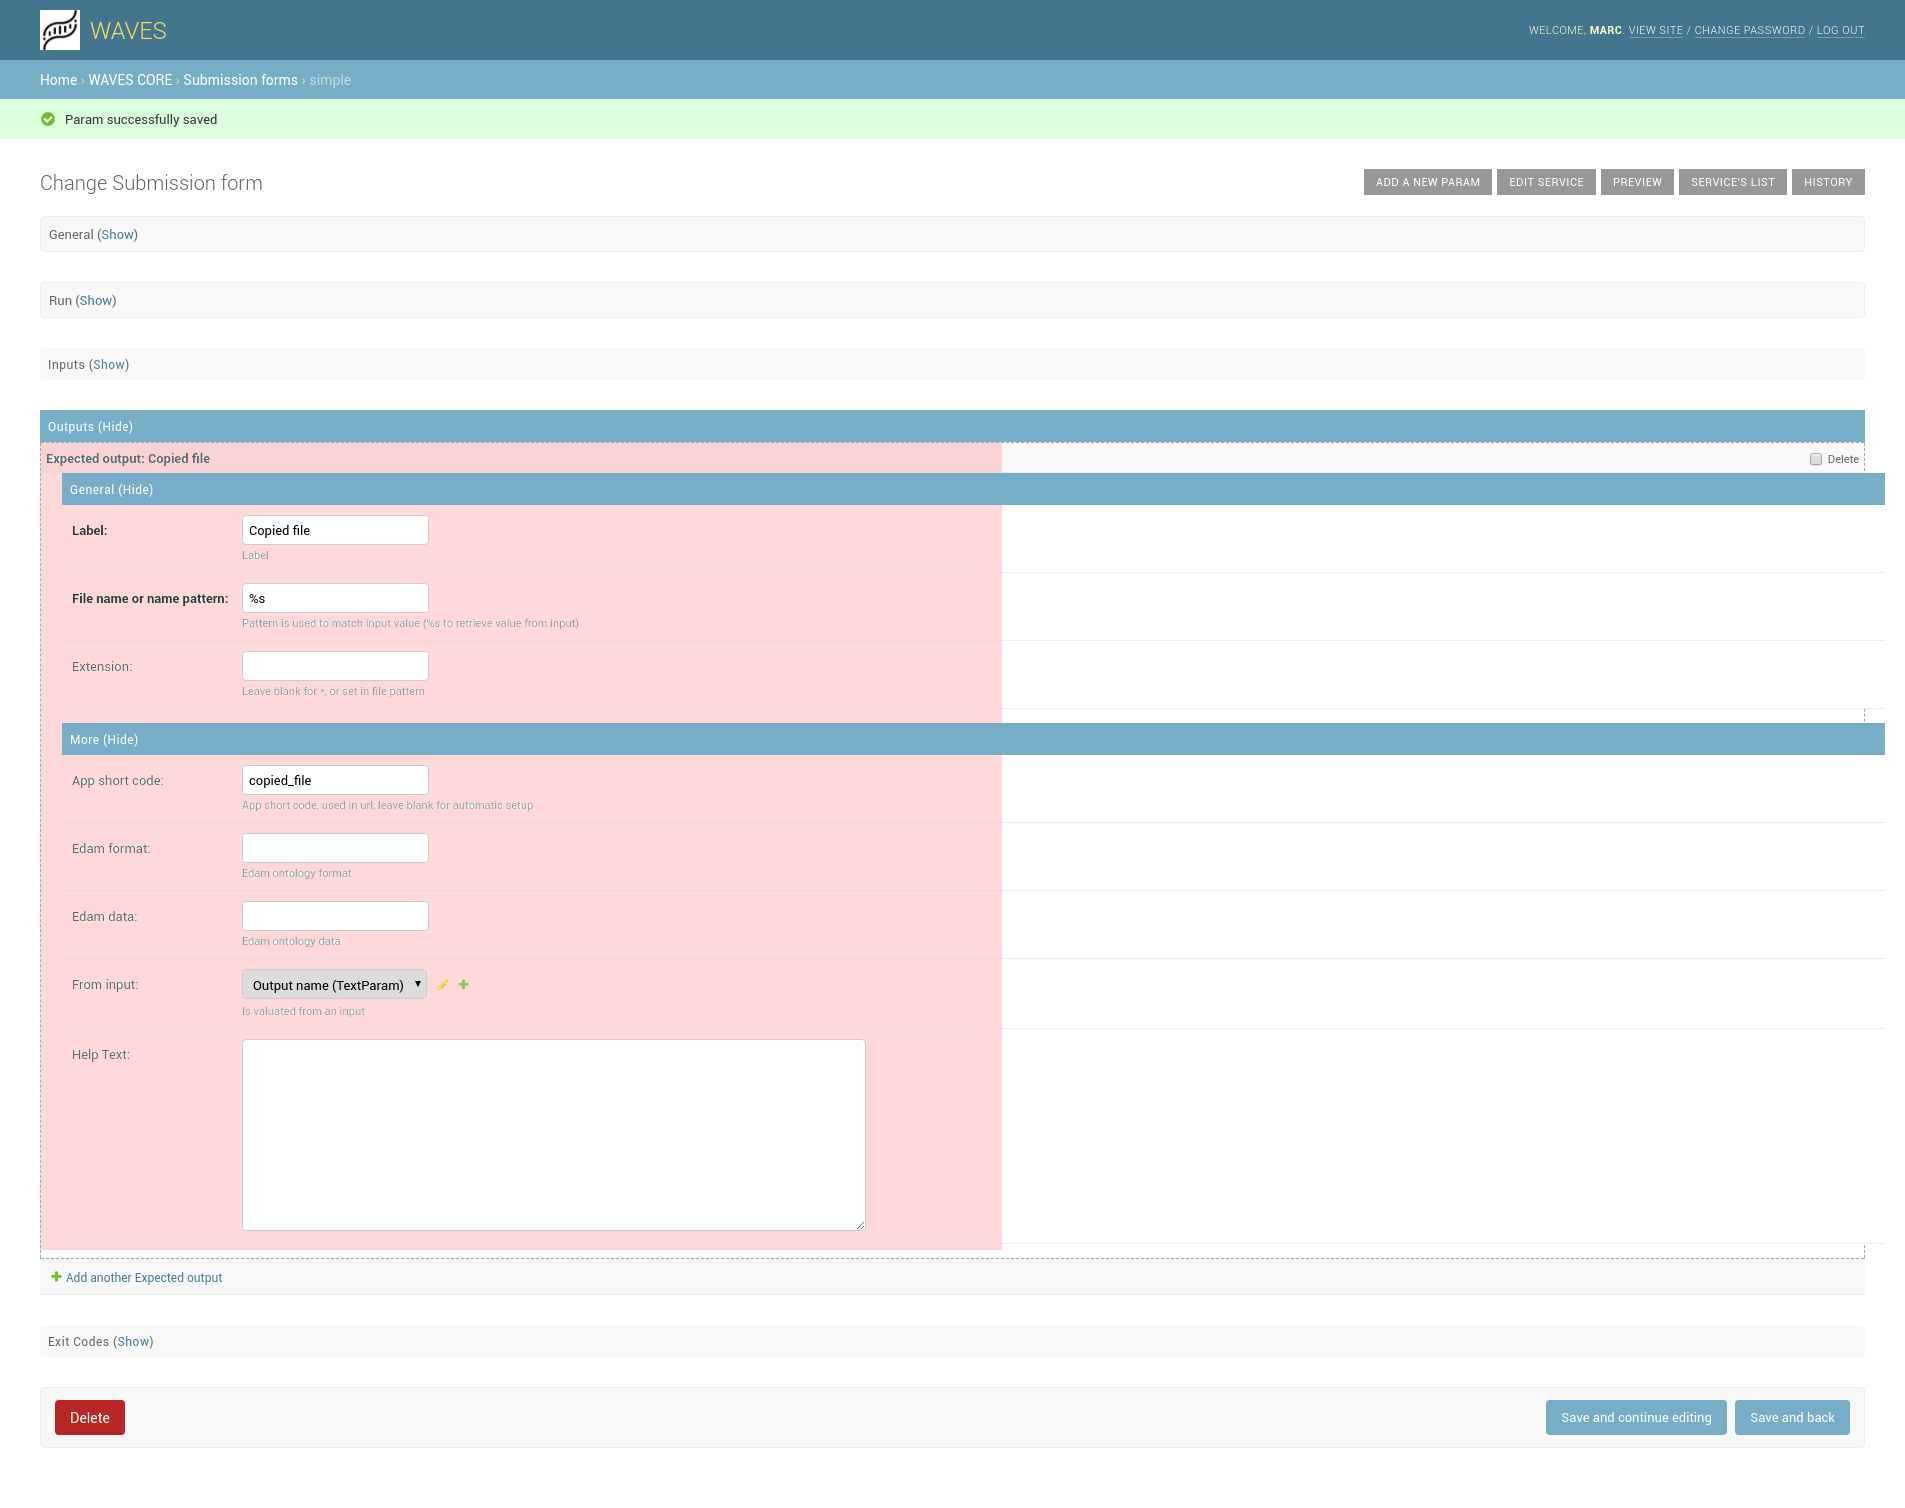 WAVES
WELCOME, MARC. VIEW SITE / CHANGE PASSWORD / LOG OUT
Home › WAVES CORE › Submission forms › simple
Param successfully saved
Change Submission form
ADD A NEW PARAM EDIT SERVICE PREVIEW SERVICE'S LIST HISTORY
General (Show)
Run (Show)
Inputs (Show)
Outputs (Hide)
Expected output: Copied file Delete
General (Hide)
Label: Copied file
Label
File name or name pattern: %s
Pattern is used to match input value (%s to retrieve value from input)
Extension:
Leave blank for *, or set in file pattern
More (Hide)
App short code: copied_file
App short code, used in url, leave blank for automatic setup
Edam format:
Edam ontology format
Edam data:
Edam ontology data
From input: Output name (TextParam)
Is valuated from an input
Help Text:
Add another Expected output
Exit Codes (Show)
Delete Save and continue editing Save and back